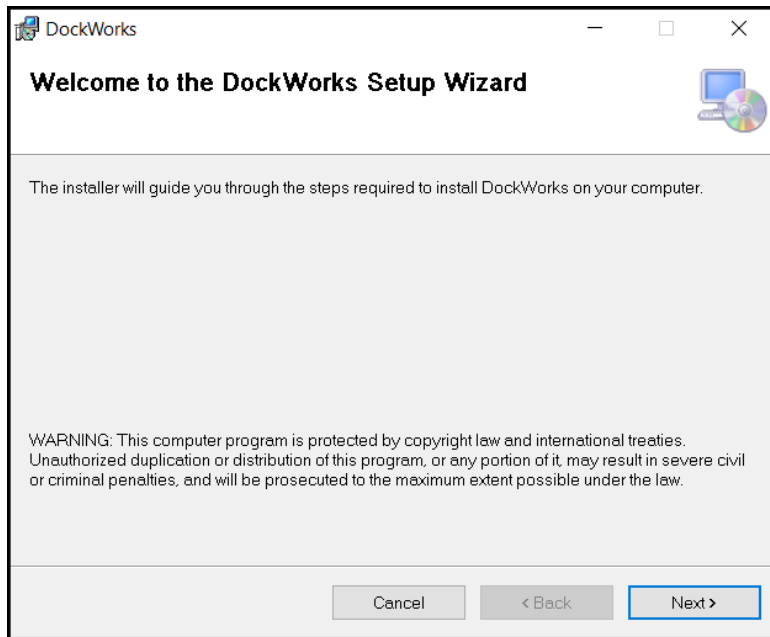 DockWorks
Welcome to the DockWorks Setup Wizard
The installer will guide you through the steps required to install DockWorks on your computer.
WARNING: This computer program is protected by copyright law and international treaties.
Unauthorized duplication or distribution of this program, or any portion of it, may result in severe civil
or criminal penalties, and will be prosecuted to the maximum extent possible under the law.
Cancel
< Back
Next >